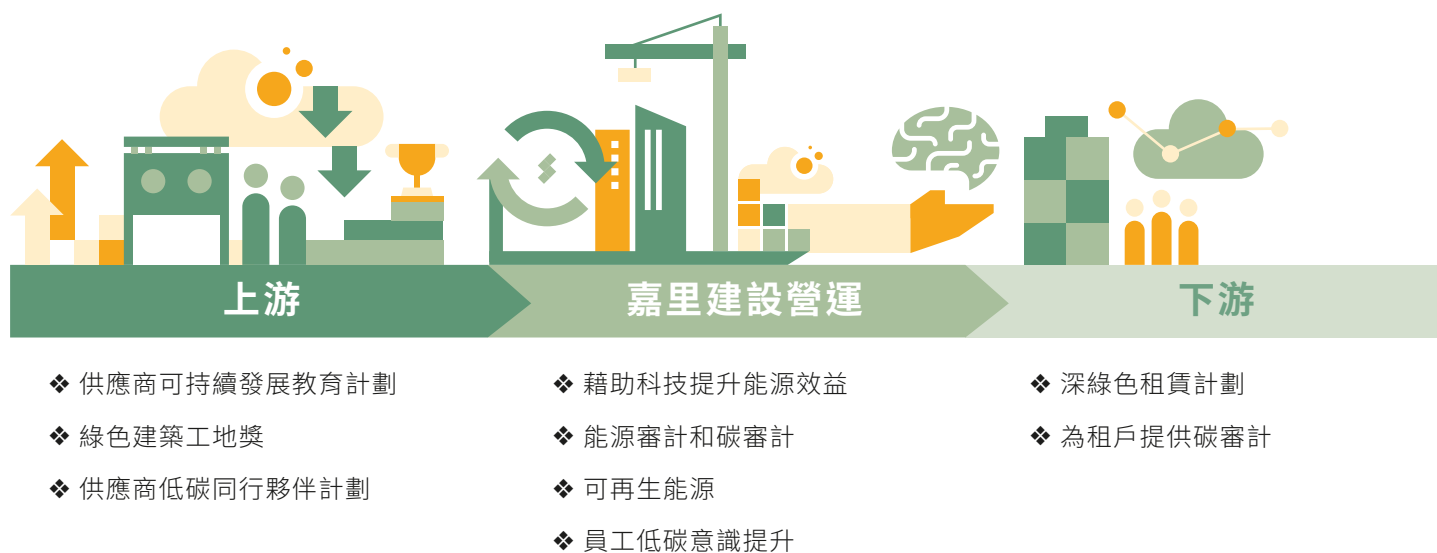 上游
❖ 供應商可持續發展教育計劃
❖ 綠色建築工地獎
❖ 供應商低碳同行夥伴計劃
嘉里建設營運
❖ 藉助科技提升能源效益
❖ 能源審計和碳審計
❖ 可再生能源
❖ 員工低碳意識提升
下游
❖ 深綠色租賃計劃
❖ 為租戶提供碳審計